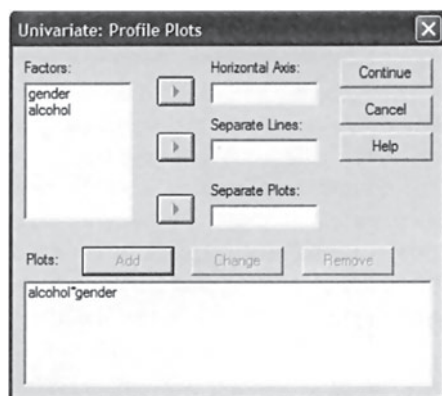 Univariate: Profile Plots
Factors:
gender
alcohol
Horizontal Axis:
Separate Lines:
Separate Plots:
Continue
Cancel
Help
Plots:
Add
Change
Remove
alcohol*gender